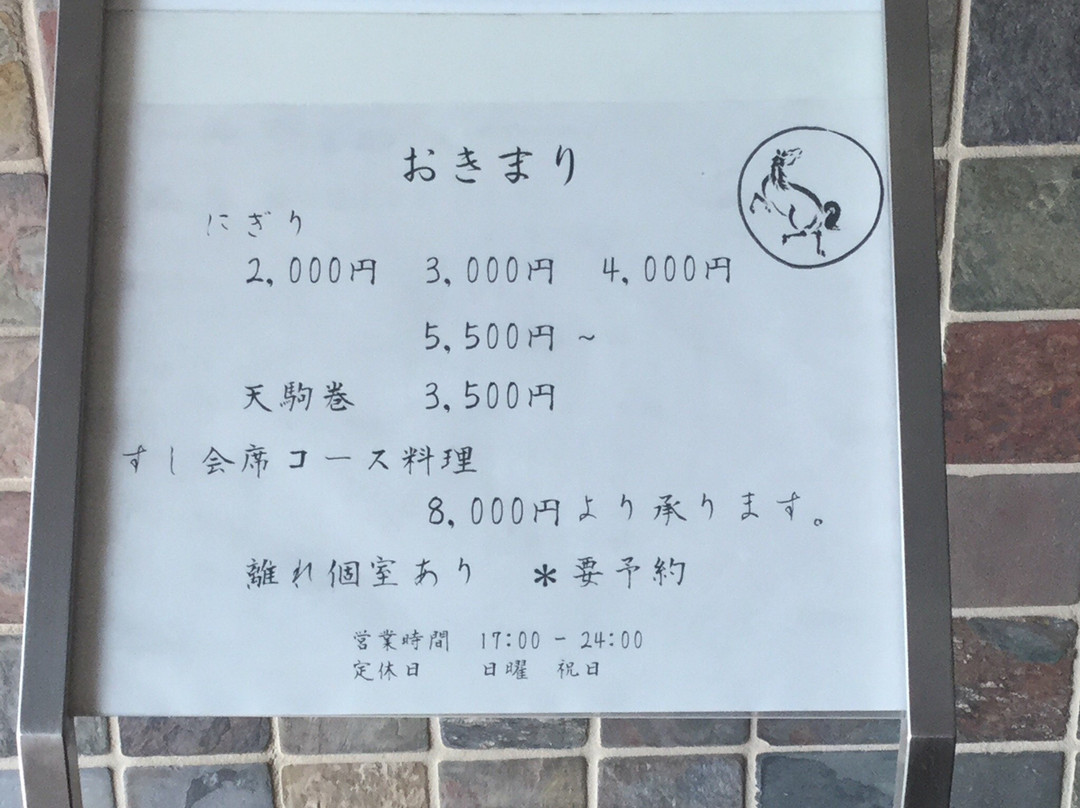 おきまり
にぎり
2,000円 3,000円 4,000円
5,500円 ~
天駒巻 3,500円
すし会席コース料理
8,000円より承ります。
離れ個室あり *要予約
営業時間 17:00 - 24:00
定休日 日曜 祝日